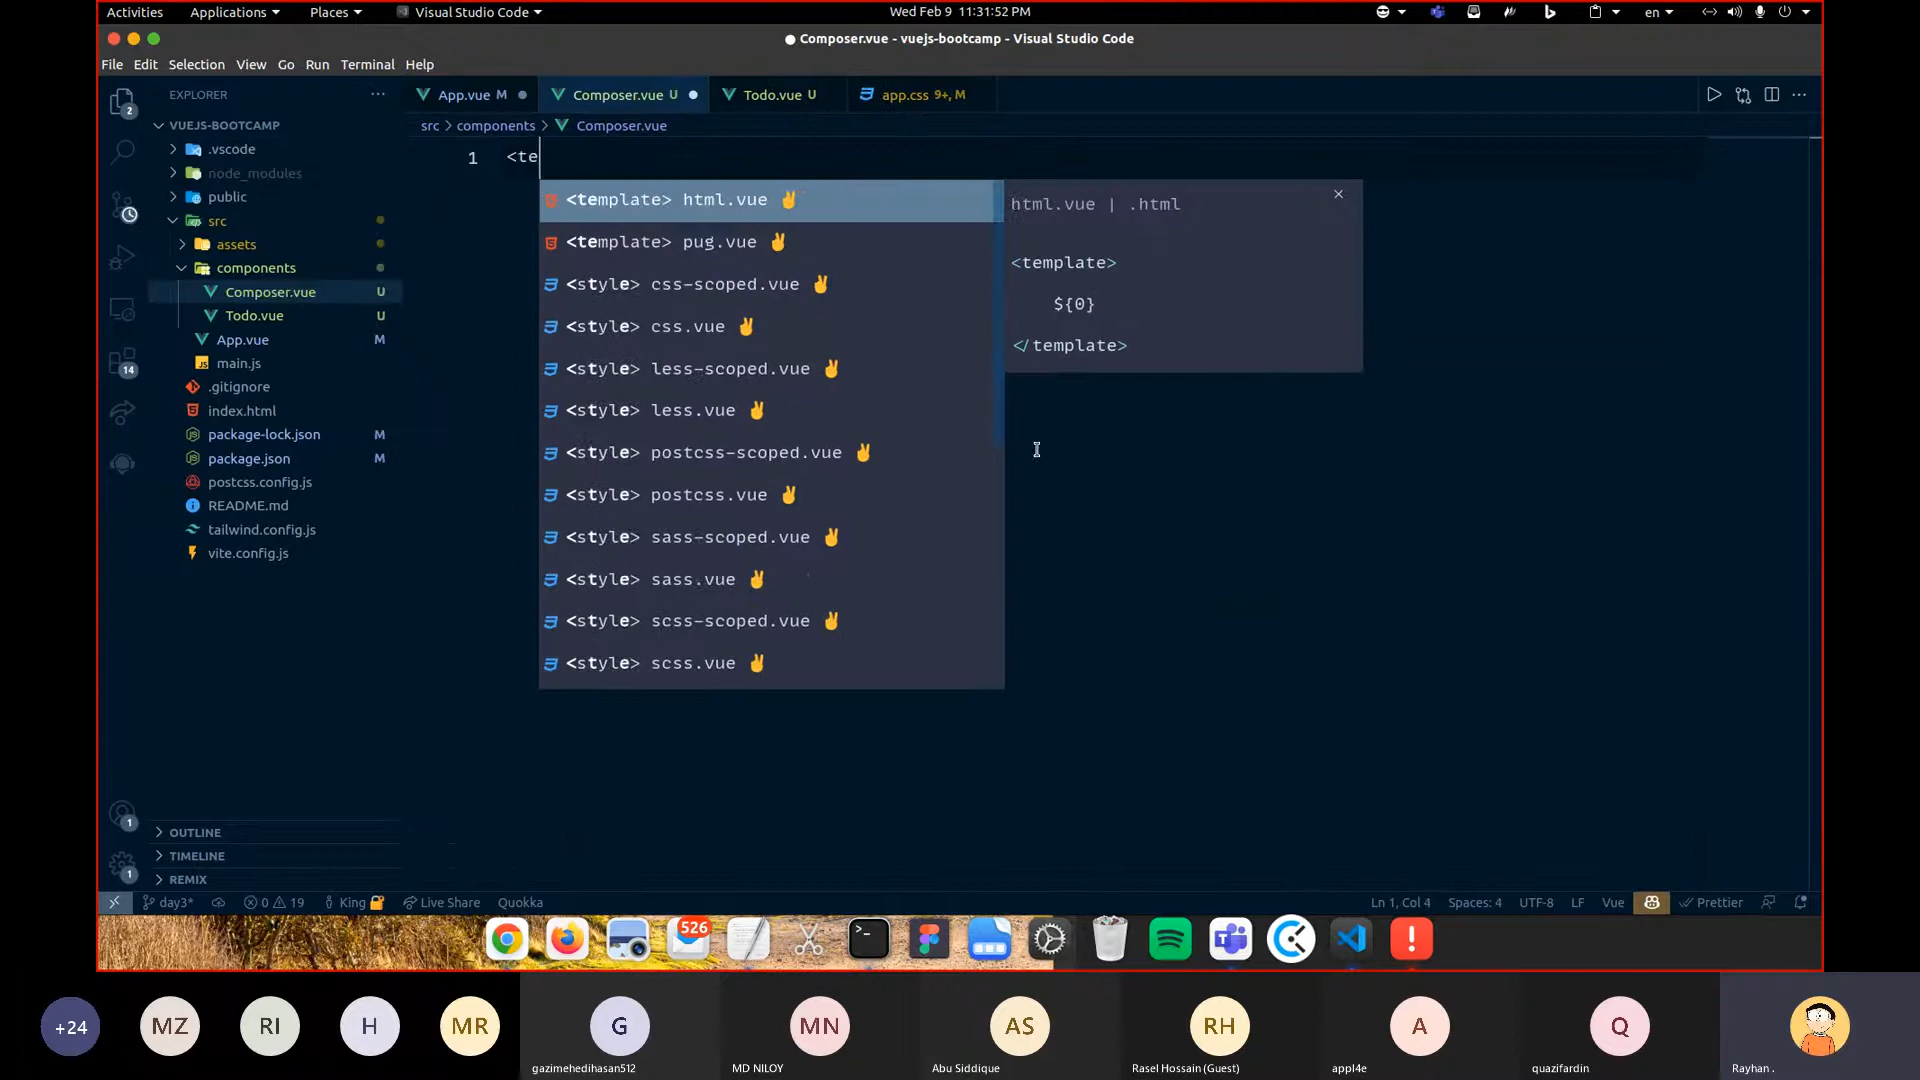 Activities Applications Places Visual Studio Code Wed Feb 9 11:31:52 PM en
Composer.vue - vuejs-bootcamp - Visual Studio Code
File Edit Selection View Go Run Terminal Help
EXPLORER
App.vue M
Composer.vue U
Todo.vue U
app.css 9+, M
src > components > Composer.vue
2
14
1
1
VUEJS-BOOTCAMP
.vscode
node_modules
public
src
assets
components
Composer.vue U
Todo.vue U
App.vue M
main.js
.gitignore
index.html
package-lock.json M
package.json M
postcss.config.js
README.md
tailwind.config.js
vite.config.js
OUTLINE
TIMELINE
REMIX
1 <te
<template> html.vue ✌
<template> pug.vue ✌
<style> css-scoped.vue ✌
<style> css.vue ✌
<style> less-scoped.vue ✌
<style> less.vue ✌
<style> postcss-scoped.vue ✌
<style> postcss.vue ✌
<style> sass-scoped.vue ✌
<style> sass.vue ✌
<style> scss-scoped.vue ✌
<style> scss.vue ✌
html.vue | .html
<template>
${0}
</template>
day3* 0 19 King Live Share Quokka Ln 1, Col 4 Spaces: 4 UTF-8 LF Vue Prettier
526
+24 MZ RI H MR G MN AS RH A Q
gazimehedihasan512 MD NILOY Abu Siddique Rasel Hossain (Guest) appl4e quazifardin Rayhan .